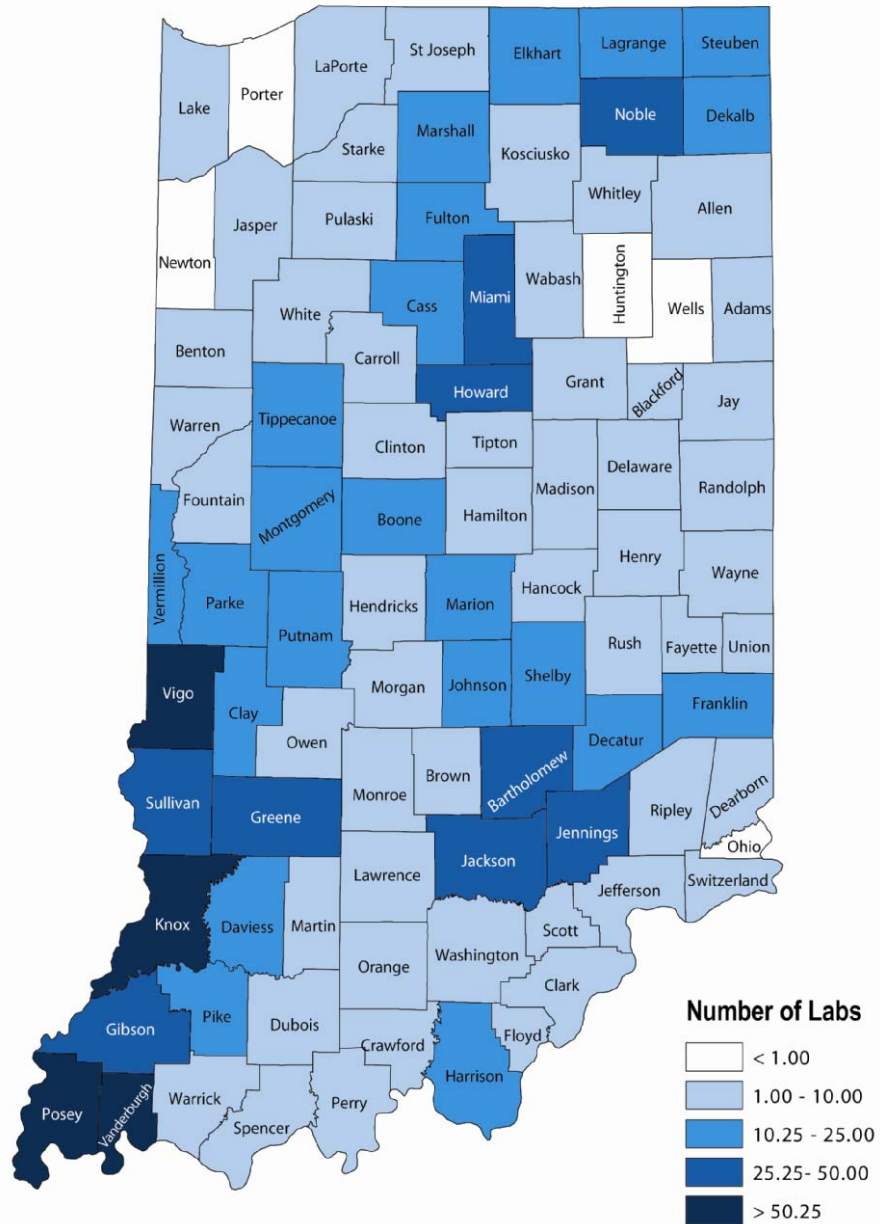 St Joseph
Elkhart
Lagrange
Steuben
LaPorte
Lake
Porter
Noble
Dekalb
Marshall
Starke
Kosciusko
Whitley
Allen
Jasper
Pulaski
Fulton
Newton
Huntington
Wabash
Miami
Cass
White
Wells
Adams
Benton
Carroll
Howard
Grant
Blackford
Jay
Warren
Tippecanoe
Clinton
Tipton
Delaware
Madison
Randolph
Fountain
Montgomery
Boone
Hamilton
Henry
Wayne
Vermillion
Parke
Putnam
Hendricks
Marion
Hancock
Rush
Fayette
Union
Vigo
Clay
Morgan
Johnson
Shelby
Franklin
Owen
Decatur
Sullivan
Greene
Monroe
Brown
Bartholomew
Ripley
Dearborn
Jennings
Ohio
Jackson
Lawrence
Jefferson
Switzerland
Knox
Daviess
Martin
Scott
Washington
Orange
Clark
Gibson
Pike
Dubois
Floyd
Crawford
Harrison
Posey
Vanderburgh
Warrick
Perry
Spencer
Number of Labs
< 1.00
1.00 - 10.00
10.25 - 25.00
25.25- 50.00
> 50.25